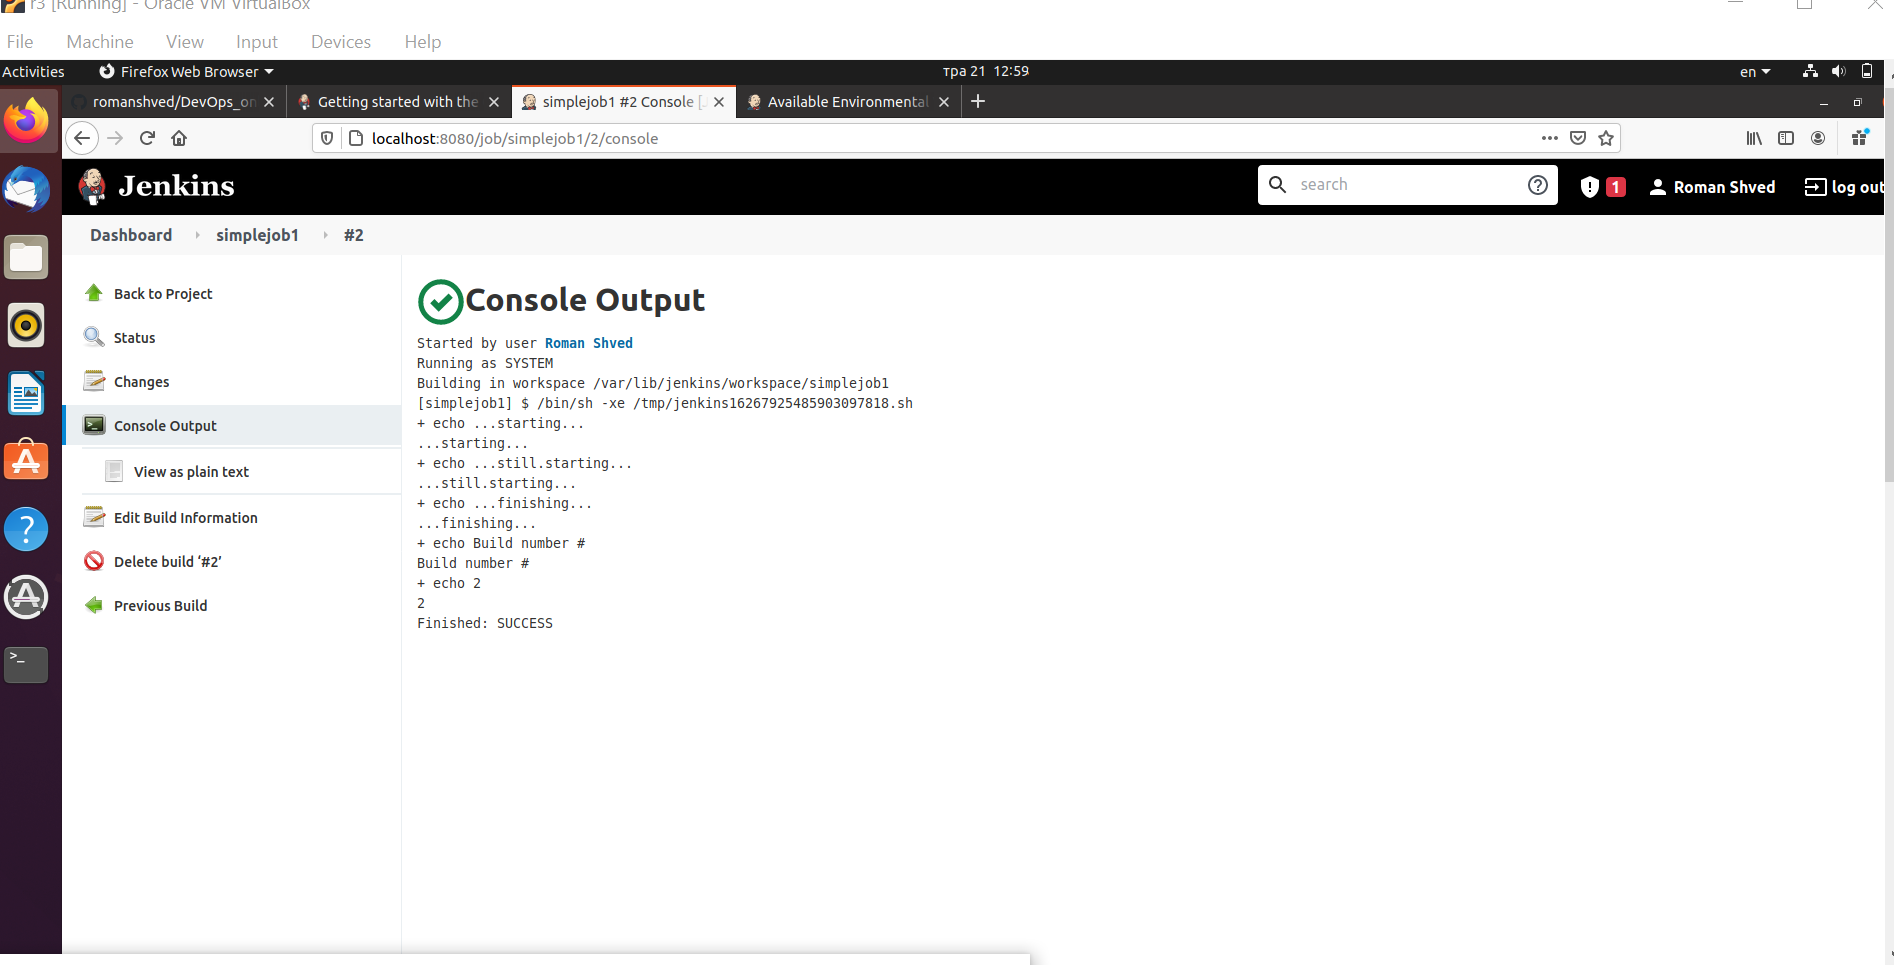 r3 [Running] - Oracle VM VirtualBox
File Machine View Input Devices Help
Activities Firefox Web Browser тра 21 12:59 en
romanshved/DevOps_on Getting started with the simplejob1 #2 Console [J Available Environmental
localhost:8080/job/simplejob1/2/console
Jenkins search 1 Roman Shved log out
Dashboard simplejob1 #2
Back to Project
Status
Changes
Console Output
View as plain text
Edit Build Information
Delete build ‘#2’
Previous Build
Console Output
Started by user Roman Shved
Running as SYSTEM
Building in workspace /var/lib/jenkins/workspace/simplejob1
[simplejob1] $ /bin/sh -xe /tmp/jenkins16267925485903097818.sh
+ echo ...starting...
...starting...
+ echo ...still.starting...
...still.starting...
+ echo ...finishing...
...finishing...
+ echo Build number #
Build number #
+ echo 2
2
Finished: SUCCESS